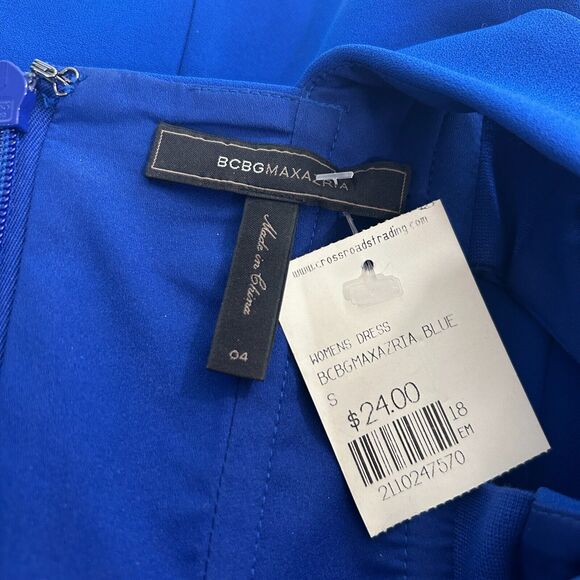 BCBGMAXAZRIA
Made in China
04
www.crossroadstrading.com
WOMENS DRESS
BCBGMAXAZRIA BLUE
S
$24.00
18
EM
2110247570